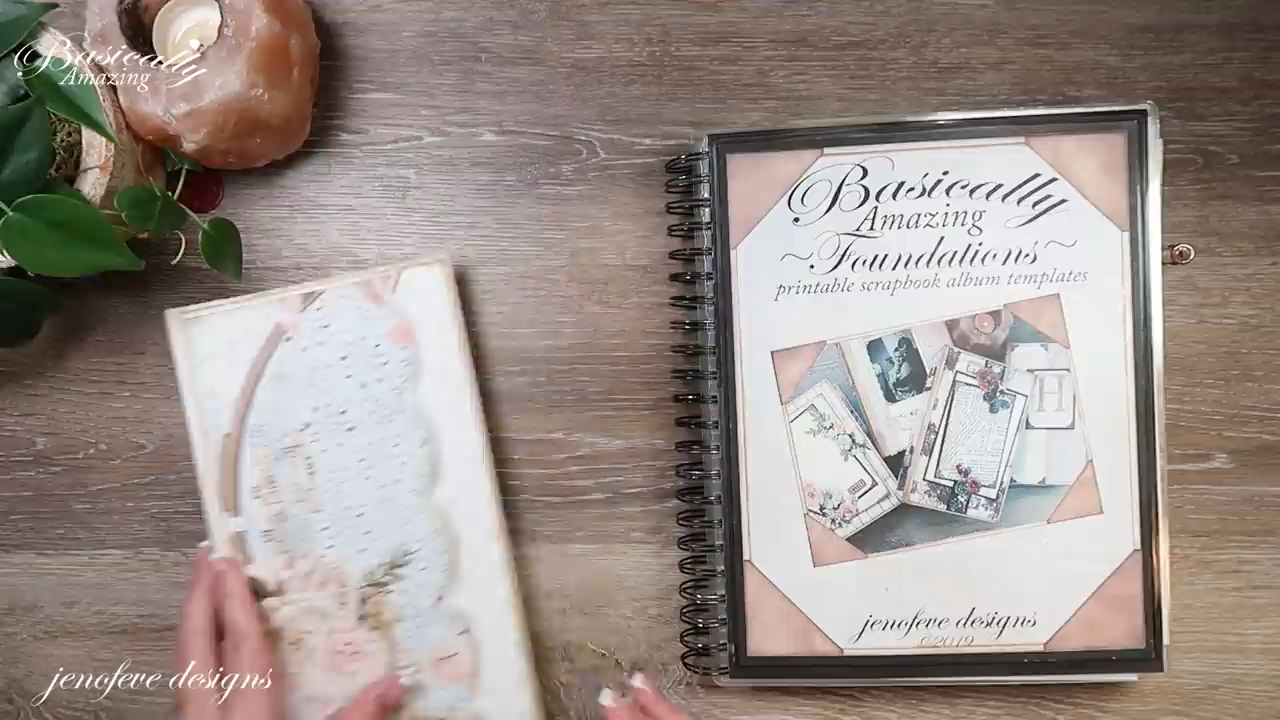 Basically
Amazing
Basically
Amazing
~Foundations~
printable scrapbook album templates
H
jenofeve designs
©2019
jenofeve designs